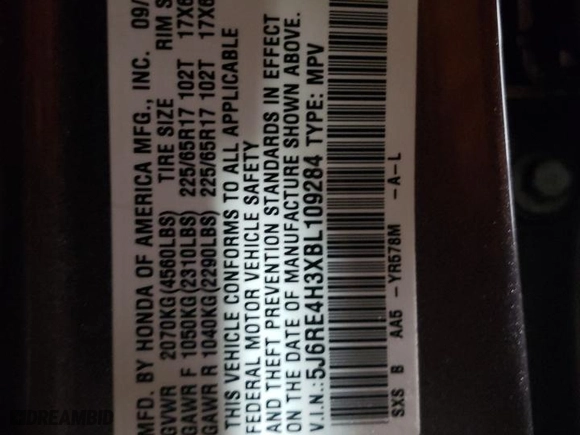 MFD. BY HONDA OF AMERICA MFG., INC. 09/
GVWR 2070KG(4560LBS) TIRE SIZE RIM S
GAWR F 1050KG(2310LBS) 225/65R17 102T 17X6
GAWR R 1040KG(2290LBS) 225/65R17 102T 17X6
THIS VEHICLE CONFORMS TO ALL APPLICABLE
FEDERAL MOTOR VEHICLE SAFETY
AND THEFT PREVENTION STANDARDS IN EFFECT
ON THE DATE OF MANUFACTURE SHOWN ABOVE.
V.I.N.:5J6RE4H3XBL109284 TYPE: MPV
SXS B AA5 -YR578M -A-L
DREAMBID